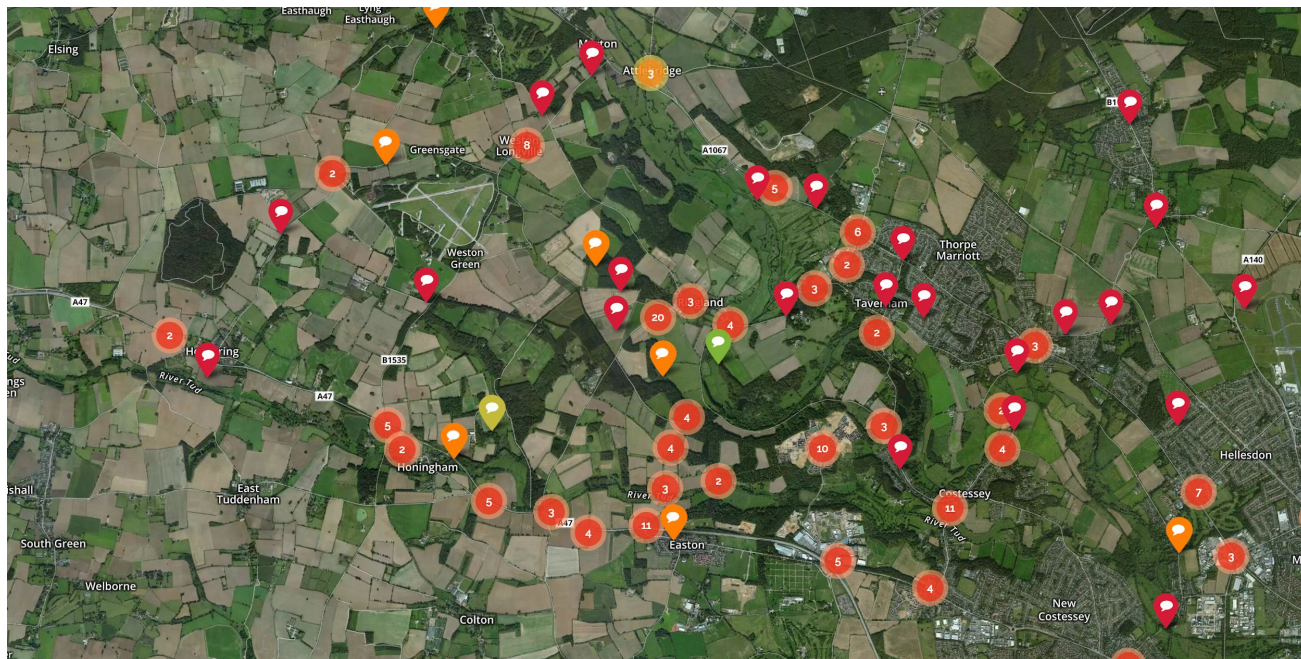 Easthaugh
Lyng
Easthaugh
Elsing
Morton
3
B1
8
Weston
Longville
Greensgate
A1067
2
5
6
Thorpe
Marriott
Weston
Green
2
A140
3
A47
3
Taverham
20
4
2
2
3
B1535
River Tud
A47
2
4
5
3
10
2
4
4
Honingham
Hellesdon
East
Tuddenham
3
2
7
Costessey
5
3
11
11
River Tud
A47
4
South Green
Easton
5
3
4
Welborne
New
Costessey
Colton